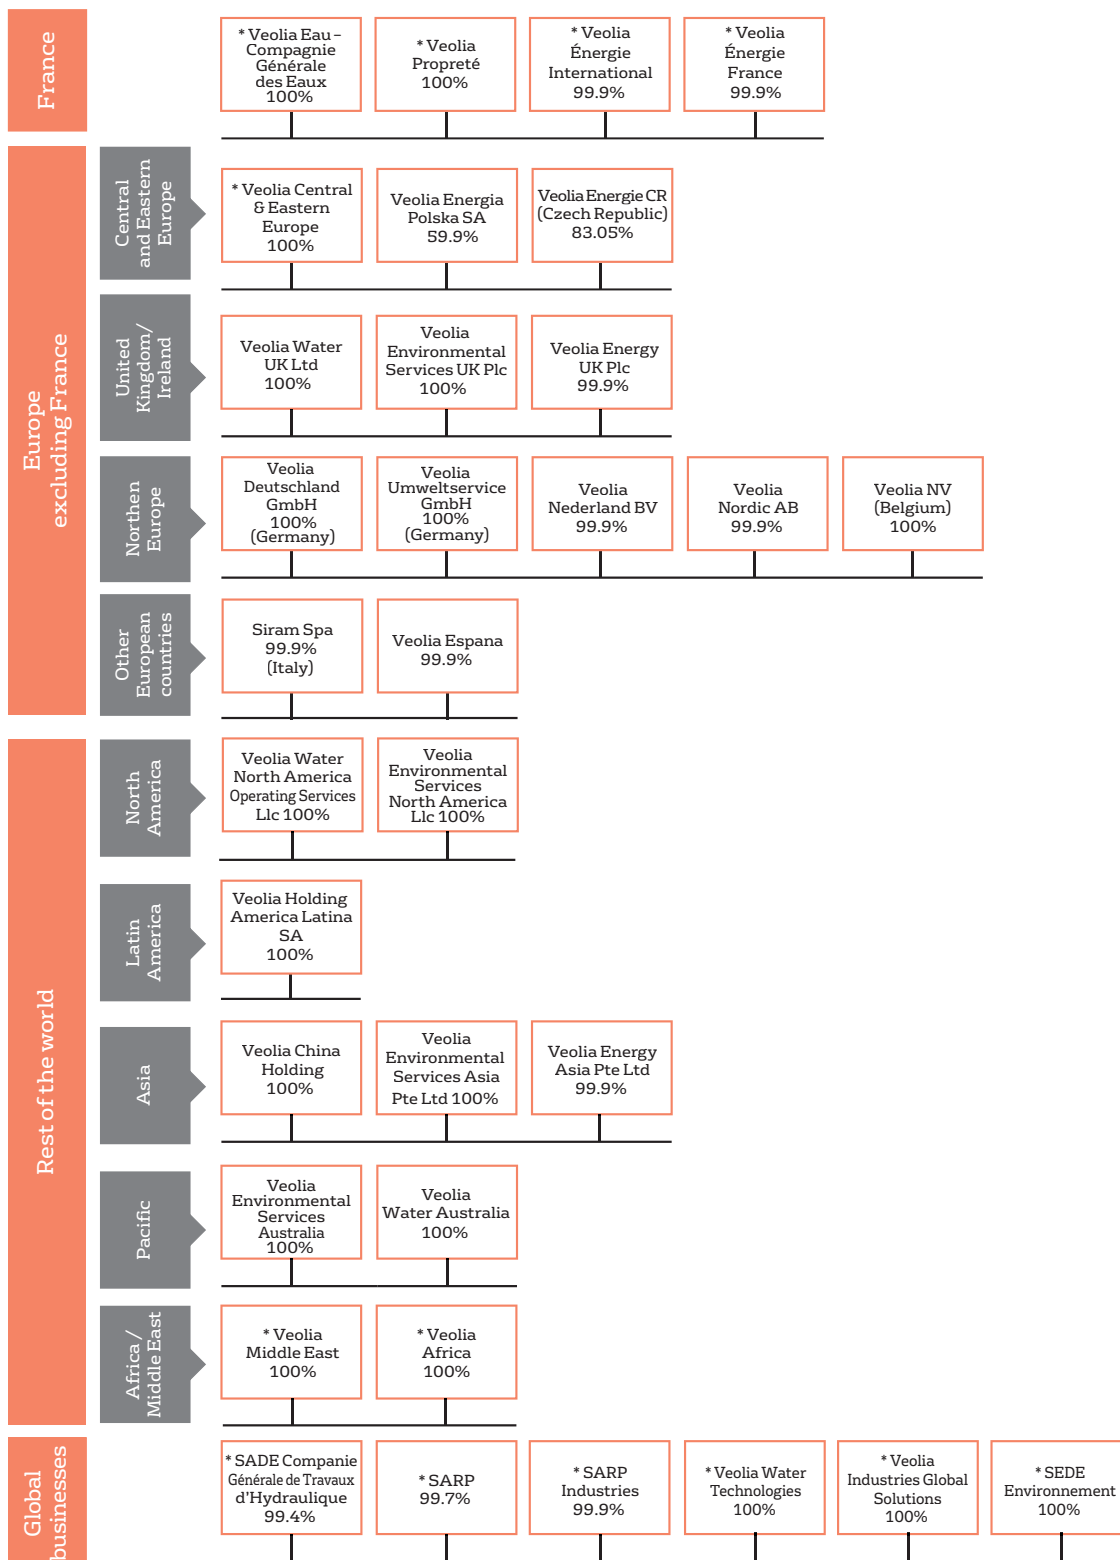 France
* Veolia Eau –
Compagnie
Générale
des Eaux
100%
* Veolia
Propreté
100%
* Veolia
Énergie
International
99.9%
* Veolia
Énergie
France
99.9%
Europe
excluding France
Central
and Eastern
Europe
* Veolia Central
& Eastern
Europe
100%
Veolia Energia
Polska SA
59.9%
Veolia Energie CR
(Czech Republic)
83.05%
United
Kingdom/
Ireland
Veolia Water
UK Ltd
100%
Veolia
Environmental
Services UK Plc
100%
Veolia Energy
UK Plc
99.9%
Northen
Europe
Veolia
Deutschland
GmbH
100%
(Germany)
Veolia
Umweltservice
GmbH
100%
(Germany)
Veolia
Nederland BV
99.9%
Veolia
Nordic AB
99.9%
Veolia NV
(Belgium)
100%
Other
European
countries
Siram Spa
99.9%
(Italy)
Veolia Espana
99.9%
Rest of the world
North
America
Veolia Water
North America
Operating Services
Llc 100%
Veolia
Environmental
Services
North America
Llc 100%
Latin
America
Veolia Holding
America Latina
SA
100%
Asia
Veolia China
Holding
100%
Veolia
Environmental
Services Asia
Pte Ltd 100%
Veolia Energy
Asia Pte Ltd
99.9%
Pacific
Veolia
Environmental
Services
Australia
100%
Veolia
Water Australia
100%
Africa /
Middle East
* Veolia
Middle East
100%
* Veolia
Africa
100%
Global
businesses
* SADE Companie
Générale de Travaux
d'Hydraulique
99.4%
* SARP
99.7%
* SARP
Industries
99.9%
* Veolia Water
Technologies
100%
* Veolia
Industries Global
Solutions
100%
* SEDE
Environnement
100%